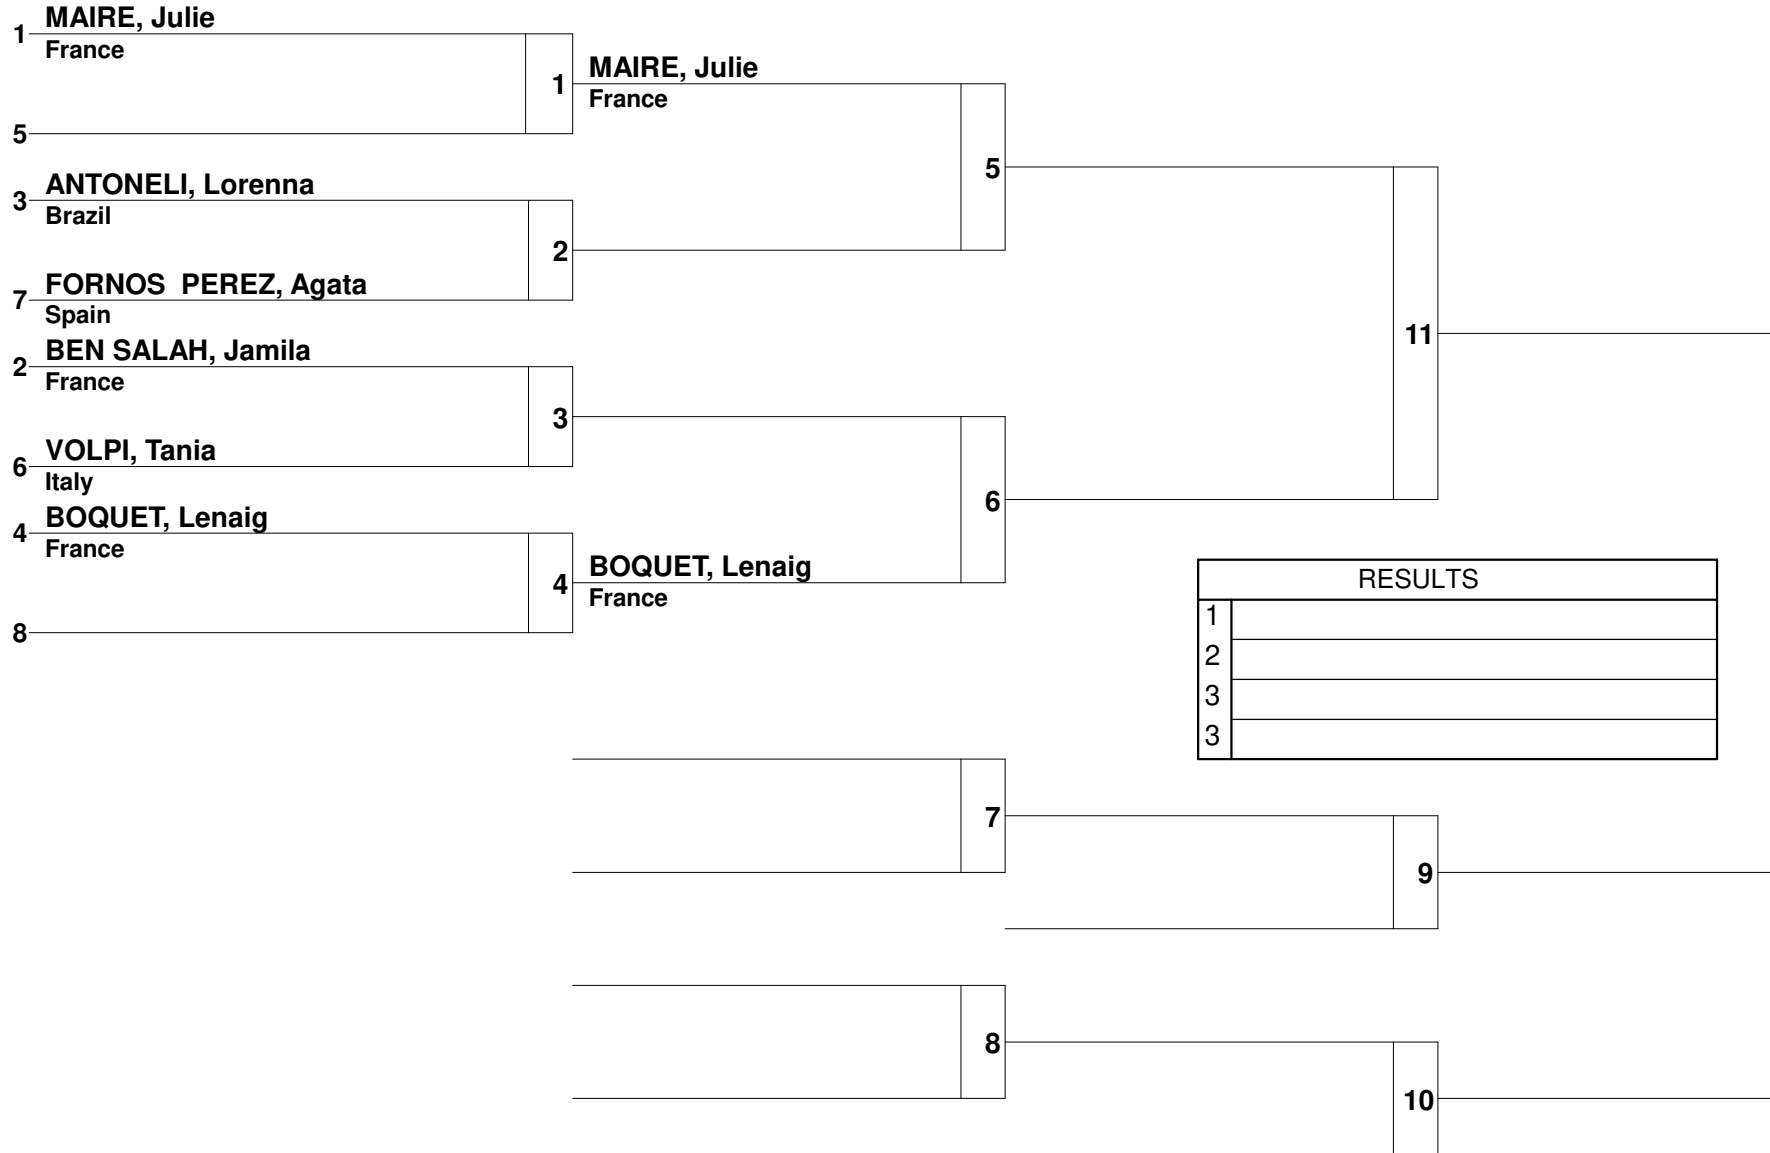 MAIRE, Julie
1
France
1
MAIRE, Julie
France
5
5
ANTONELI, Lorenna
3
Brazil
2
FORNOS  PEREZ, Agata
7
Spain
11
BEN SALAH, Jamila
2
France
3
VOLPI, Tania
6
Italy
6
BOQUET, Lenaig
4
France
4
BOQUET, Lenaig
France
8
RESULTS
1
2
3
3
7
9
8
10